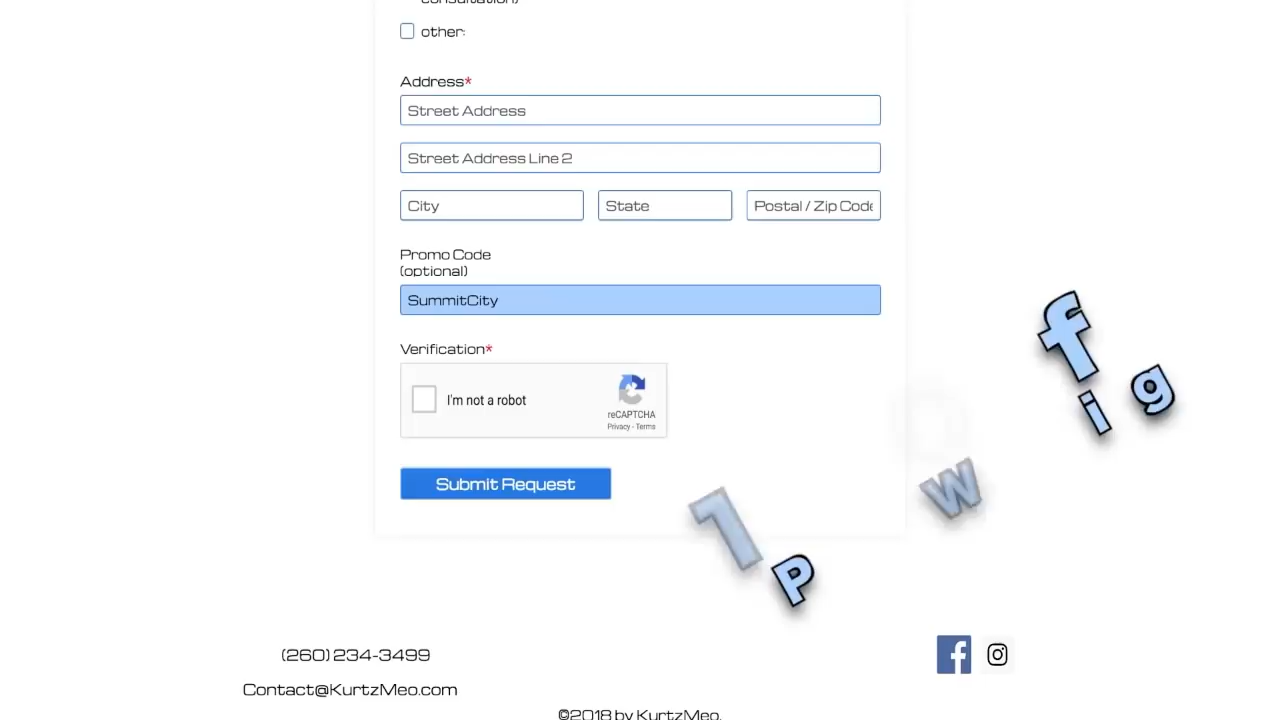 other:
Address*
Street Address
Street Address Line 2
City
State
Postal / Zip Code
Promo Code
(optional)
SummitCity
Verification*
I'm not a robot
reCAPTCHA
Privacy - Terms
Submit Request
f
i
g
w
1
P
(260) 234-3499
Contact@KurtzMeo.com
©2018 by KurtzMeo.